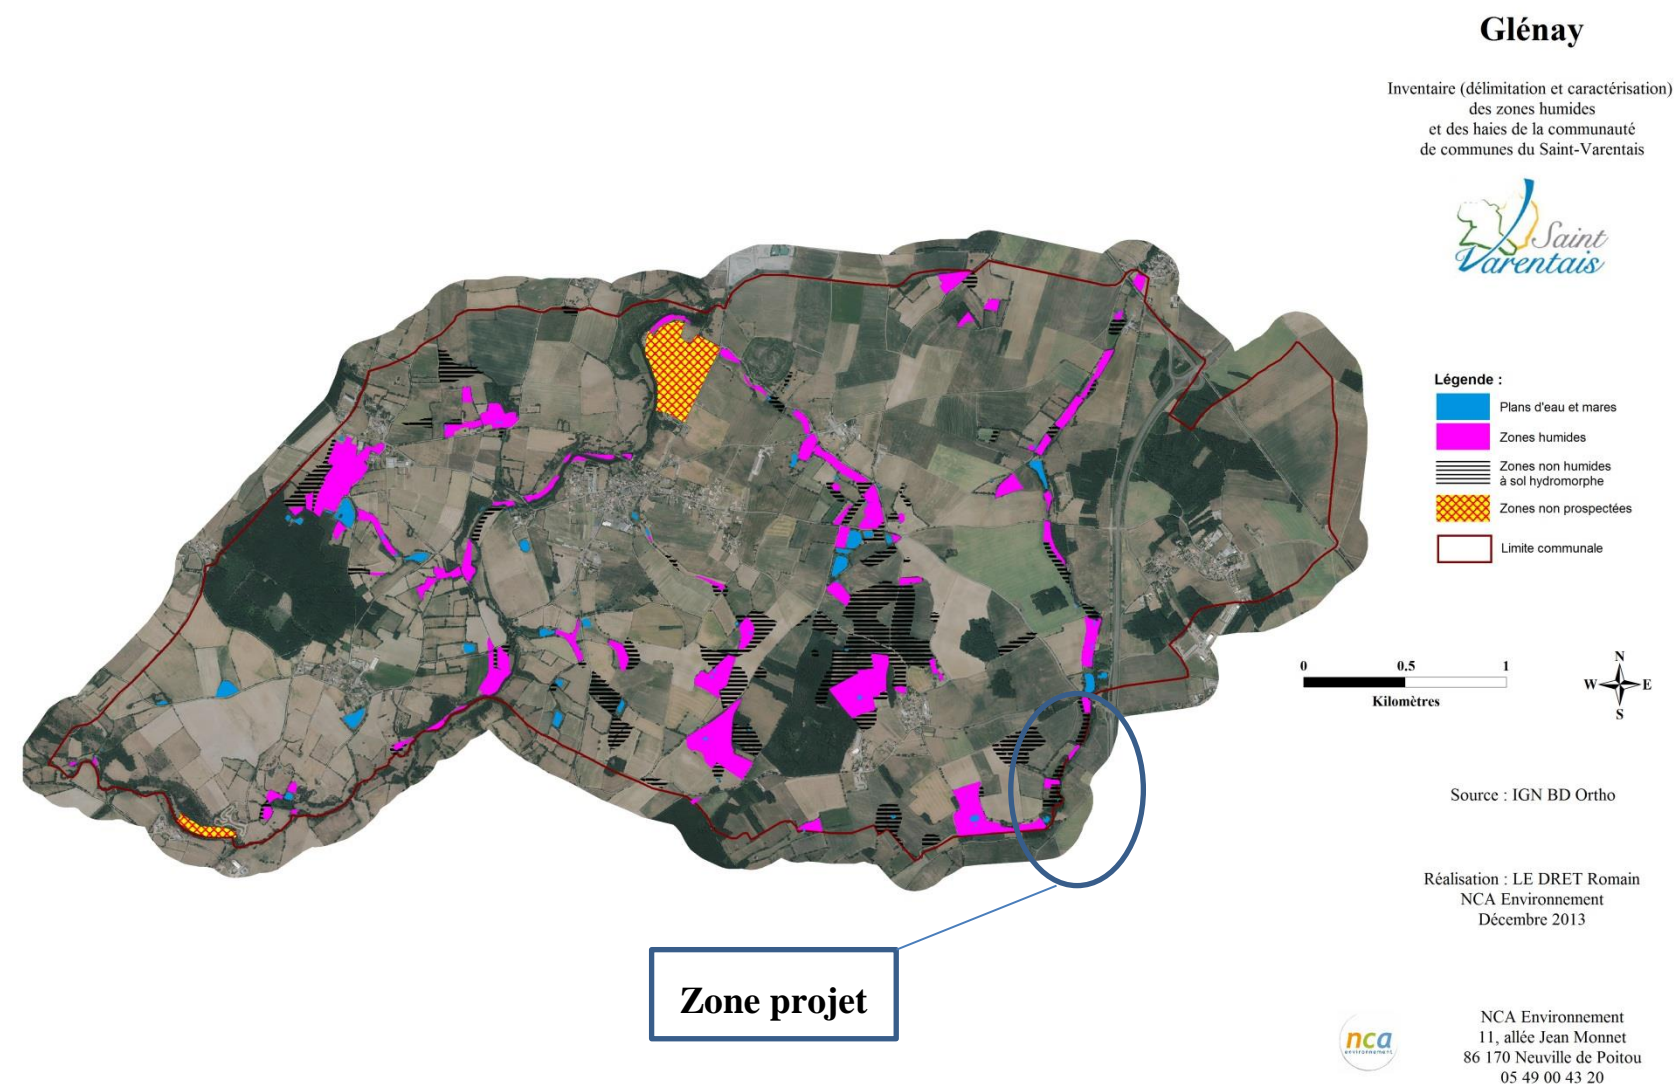 Glénay
Inventaire (délimitation et caractérisation)
des zones humides
et des haies de la communauté
de communes du Saint-Varentais
Saint
Varentais
Légende :
Plans d'eau et mares
Zones humides
Zones non humides
à sol hydromorphe
Zones non prospectées
Limite communale
0 0.5 1
Kilomètres
N
W E
S
Source : IGN BD Ortho
Réalisation : LE DRET Romain
NCA Environnement
Décembre 2013
Zone projet
nca
environnement
NCA Environnement
11, allée Jean Monnet
86 170 Neuville de Poitou
05 49 00 43 20